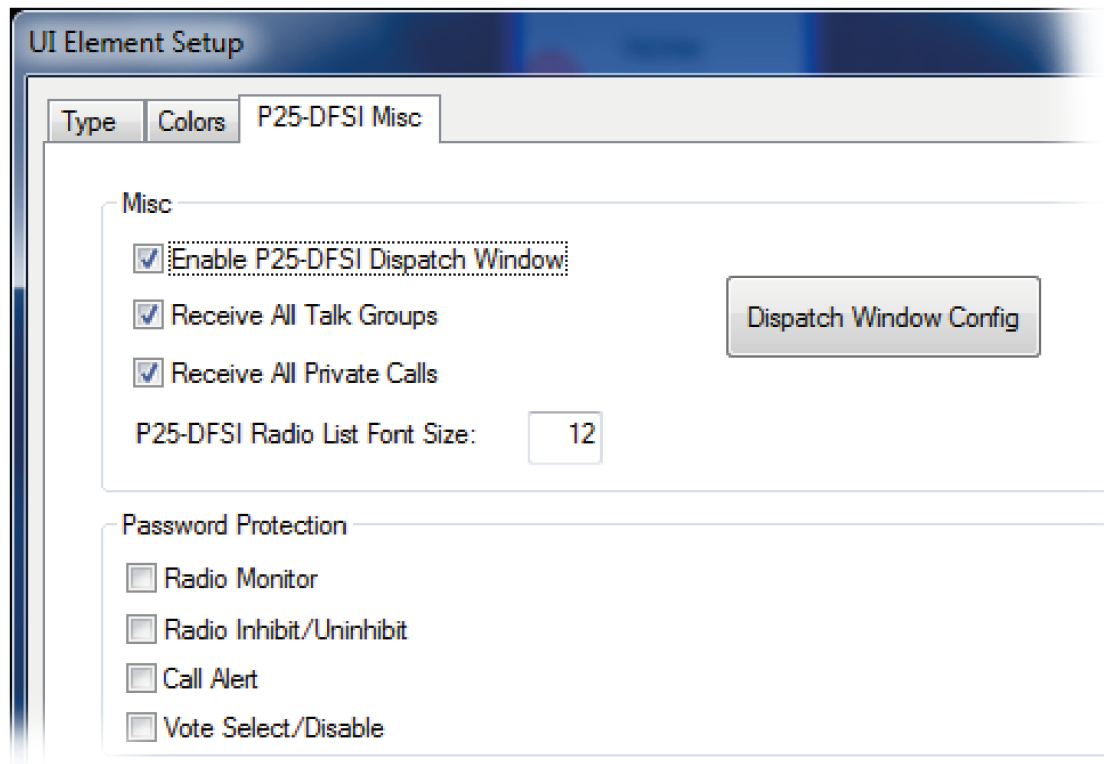 UI Element Setup
Type
Colors
P25-DFSI Misc
Misc
Enable P25-DFSI Dispatch Window
Receive All Talk Groups
Dispatch Window Config
Receive All Private Calls
P25-DFSI Radio List Font Size: 12
Password Protection
Radio Monitor
Radio Inhibit/Uninhibit
Call Alert
Vote Select/Disable